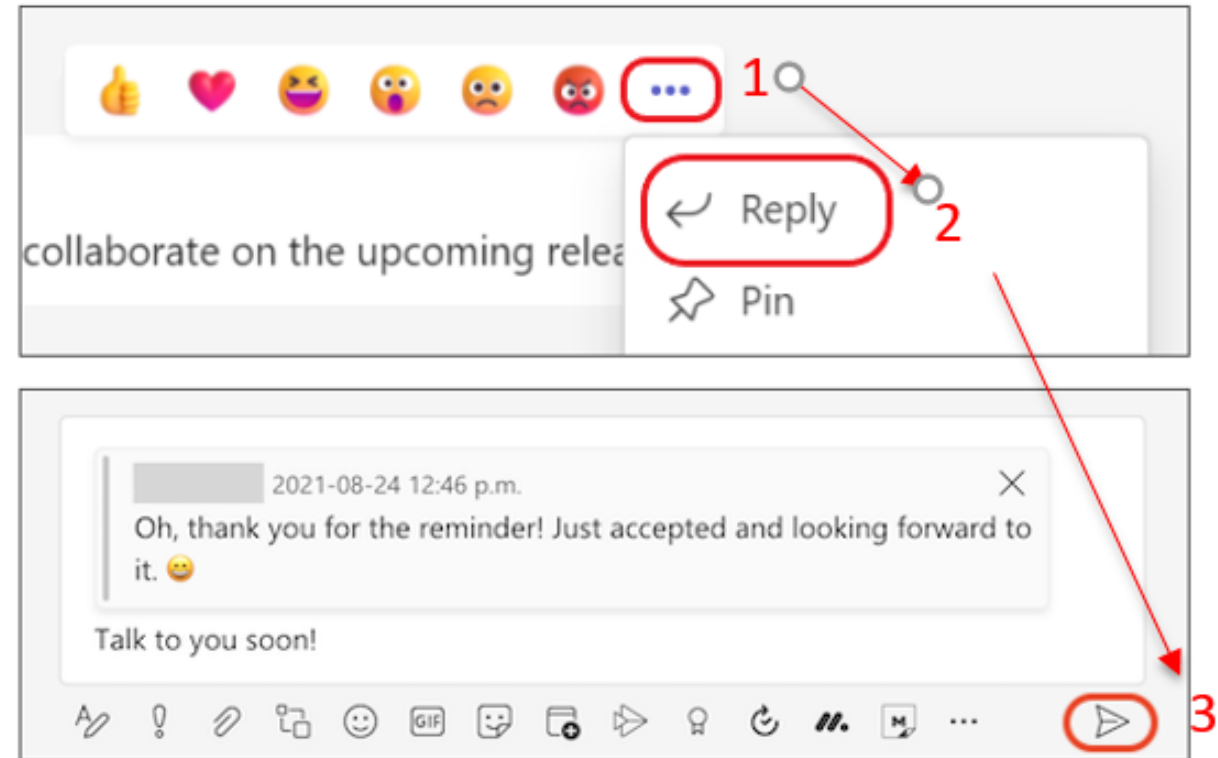 1
Reply
2
collaborate on the upcoming relea
Pin
2021-08-24 12:46 p.m.
Oh, thank you for the reminder! Just accepted and looking forward to
it.
Talk to you soon!
GIF
M
3